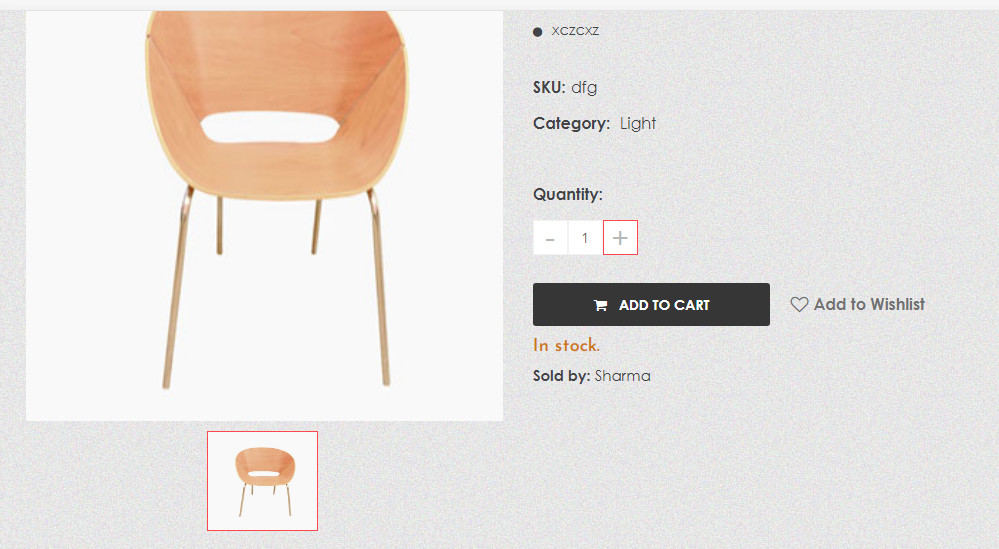 XCZCXZ
SKU: dfg
Category: Light
Quantity:
- 1 +
ADD TO CART
Add to Wishlist
In stock.
Sold by: Sharma